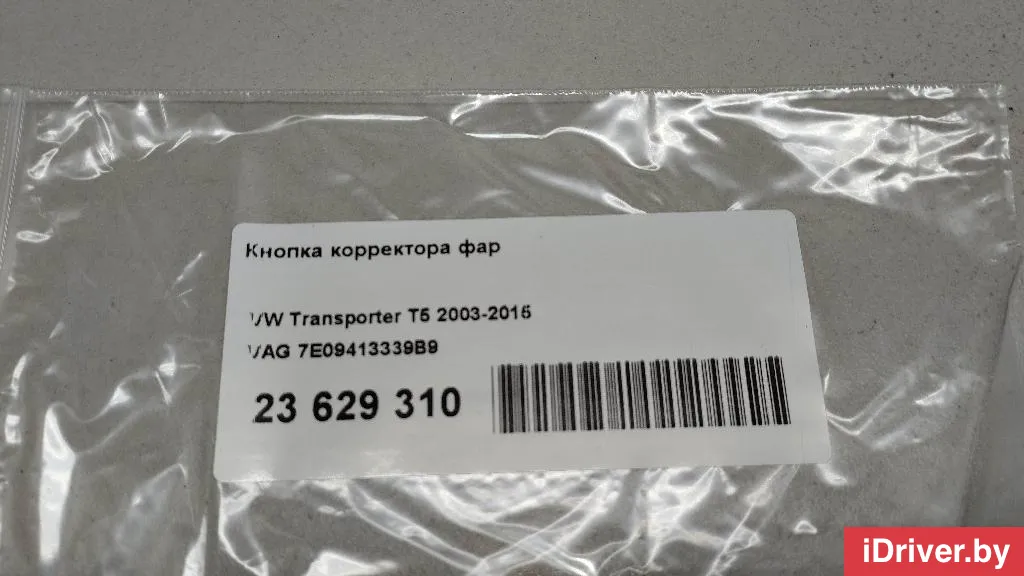 Кнопка корректора фар
VW Transporter T5 2003-2015
VAG 7E09413339B9
23 629 310
iDriver.by